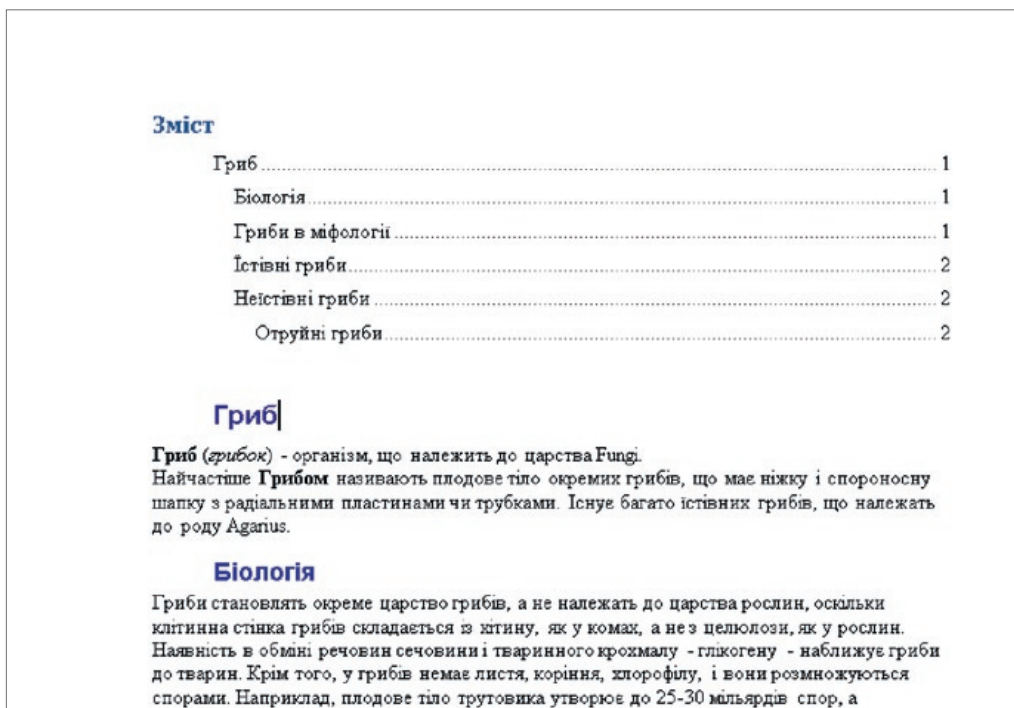 Зміст
Гриб 1
Біологія 1
Гриби в міфології 1
Їстівні гриби 2
Неїстівні гриби 2
Отруйні гриби 2
Гриб
Гриб (грибок) - організм, що належить до царства Fungi.
Найчастіше Грибом називають плодове тіло окремих грибів, що має ніжку і спороносну
шапку з радіальними пластинами чи трубками. Існує багато їстівних грибів, що належать
до роду Agarius.
Біологія
Гриби становлять окреме царство грибів, а не належать до царства рослин, оскільки
клітинна стінка грибів складається із хітину, як у комах, а не з целюлози, як у рослин.
Наявність в обміні речовин сечовини і тваринного крохмалу - глікогену - наближує гриби
до тварин. Крім того, у грибів немає листя, коріння, хлорофілу, і вони розмножуються
спорами. Наприклад, плодове тіло трутовика утворює до 25-30 мільярдів спор, а